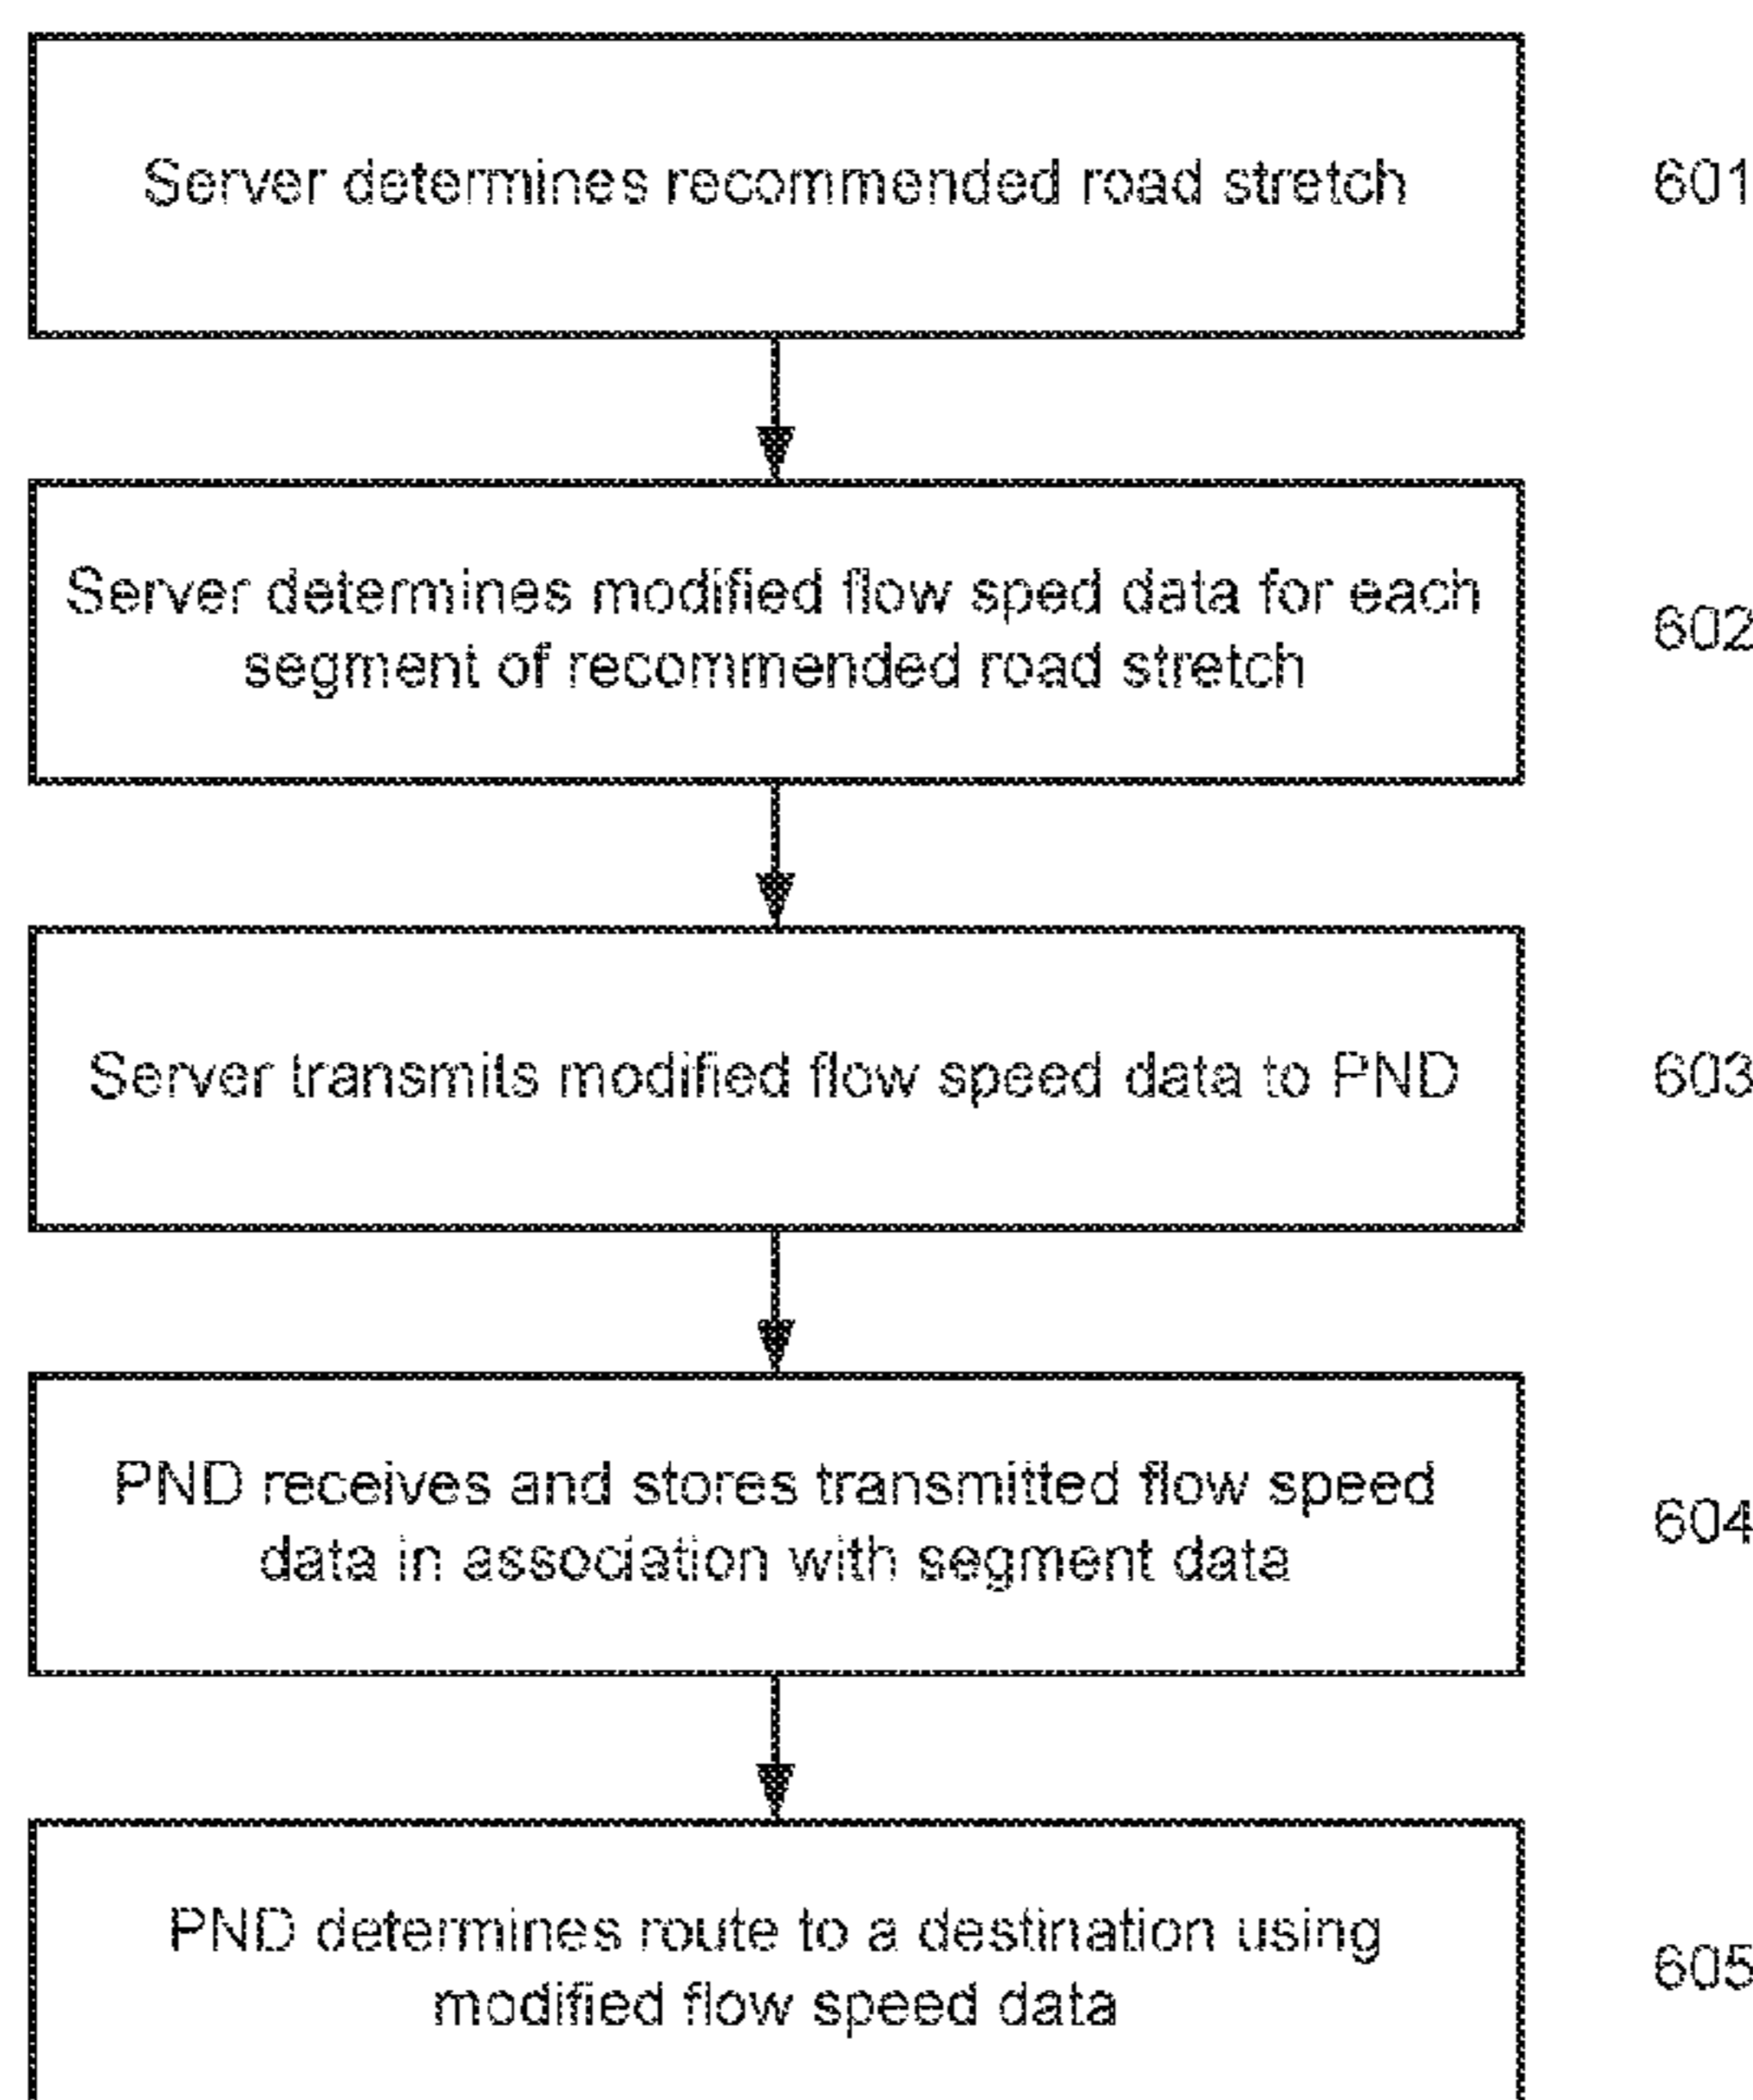 Server determines recommended road stretch
601
Server determines modified flow sped data for each
segment of recommended road stretch
602
Server transmits modified flow speed data to PND
603
PND receives and stores transmitted flow speed
data in association with segment data
604
PND determines route to a destination using
modified flow speed data
605